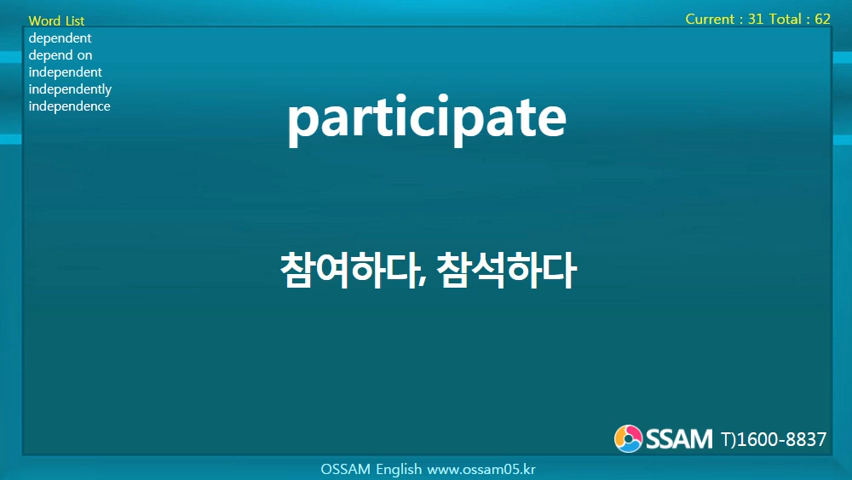 Word List
Current : 31 Total : 62
dependent
depend on
independent
independently
independence
participate
참여하다, 참석하다
OSSAM T)1600-8837
OSSAM English www.ossam05.kr